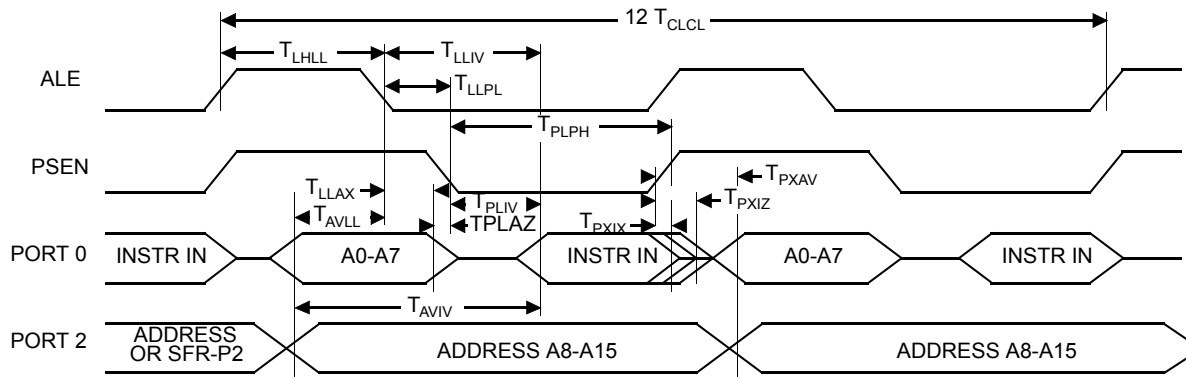 12 TCLCL
TLHLL TLLIV
ALE
TLLPL
TPLPH
PSEN
TLLAX TPLIV TPXAV
TAVLL TPLAZ TPXIX TPXIZ
PORT 0 INSTR IN A0-A7 INSTR IN A0-A7 INSTR IN
TAVIV
PORT 2 ADDRESS OR SFR-P2 ADDRESS A8-A15 ADDRESS A8-A15